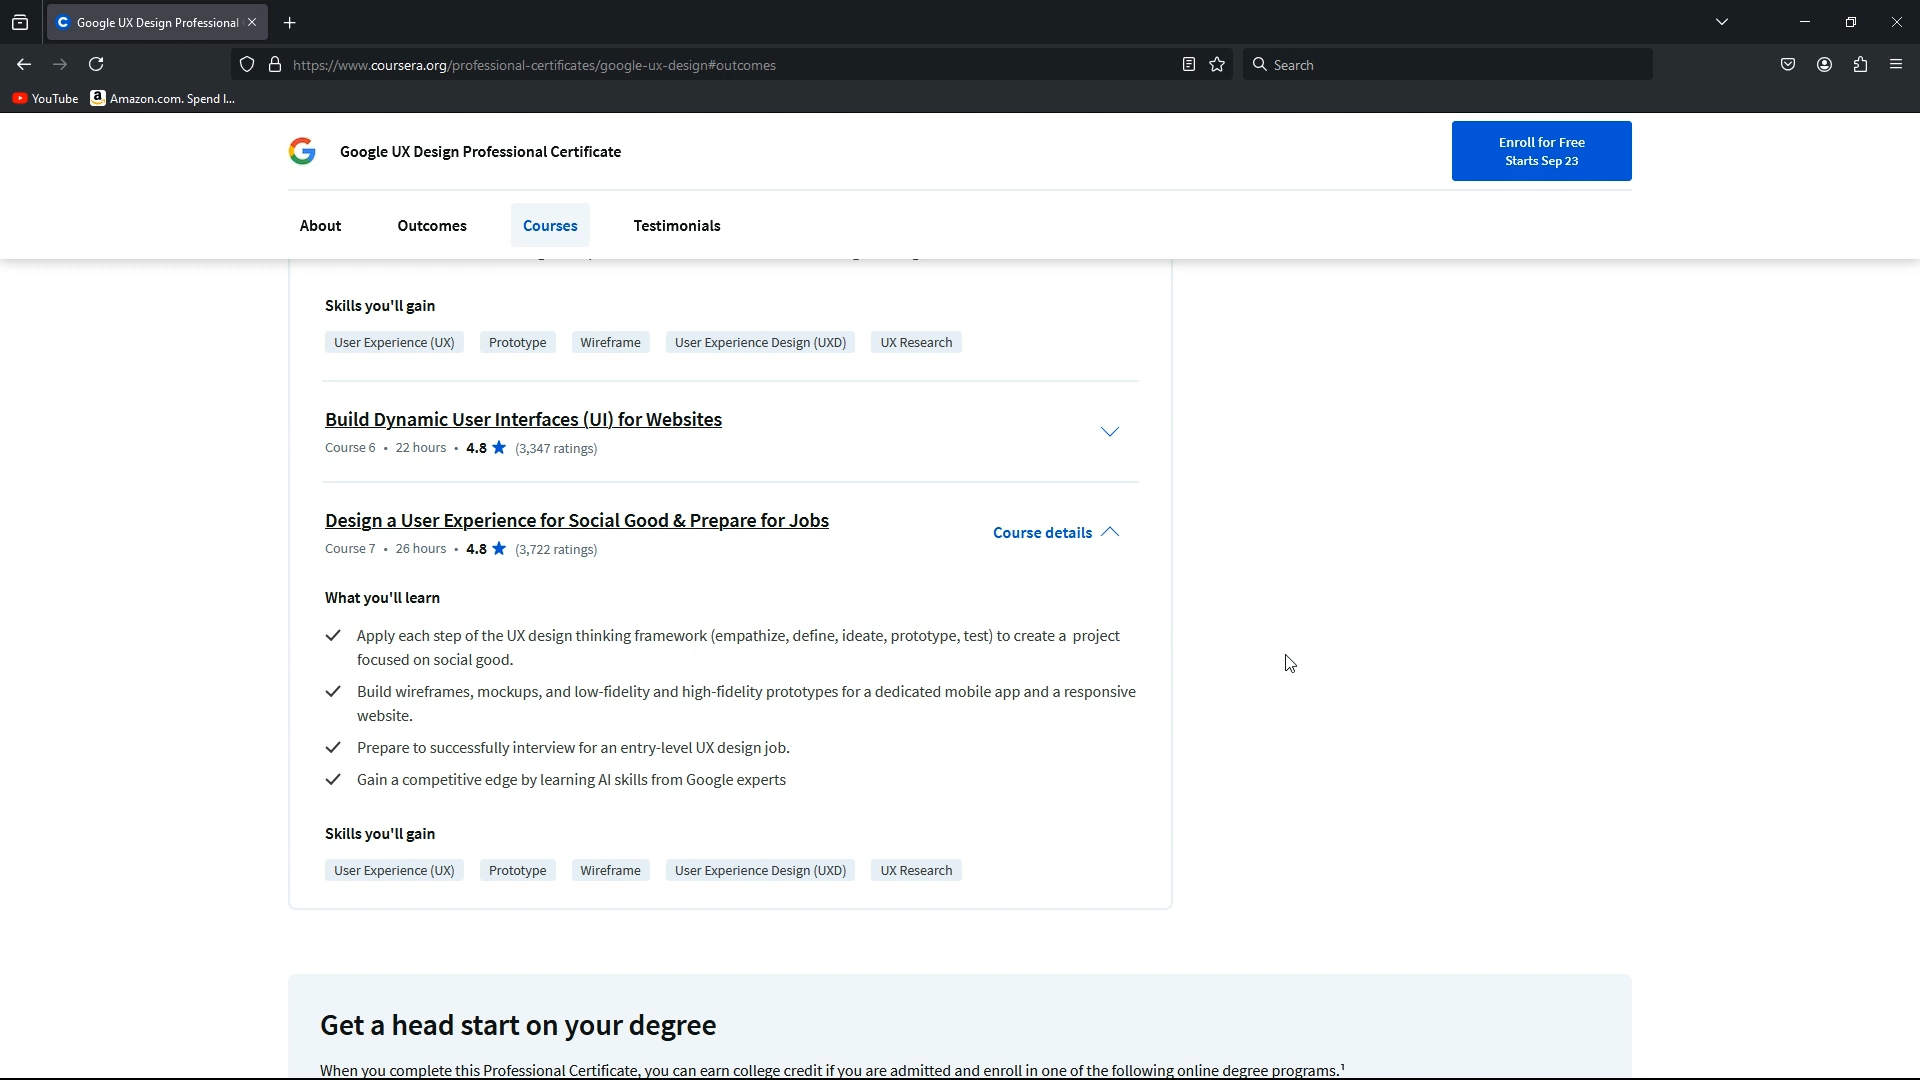 Google UX Design Professional
https://www.coursera.org/professional-certificates/google-ux-design#outcomes
Search
YouTube
Amazon.com. Spend l...
Google UX Design Professional Certificate
Enroll for Free
Starts Sep 23
About
Outcomes
Courses
Testimonials
Skills you'll gain
User Experience (UX)
Prototype
Wireframe
User Experience Design (UXD)
UX Research
Build Dynamic User Interfaces (UI) for Websites
Course 6 • 22 hours • 4.8 ★ (3,347 ratings)
Design a User Experience for Social Good & Prepare for Jobs
Course details
Course 7 • 26 hours • 4.8 ★ (3,722 ratings)
What you'll learn
Apply each step of the UX design thinking framework (empathize, define, ideate, prototype, test) to create a project
focused on social good.
Build wireframes, mockups, and low-fidelity and high-fidelity prototypes for a dedicated mobile app and a responsive
website.
Prepare to successfully interview for an entry-level UX design job.
Gain a competitive edge by learning AI skills from Google experts
Skills you'll gain
User Experience (UX)
Prototype
Wireframe
User Experience Design (UXD)
UX Research
Get a head start on your degree
When you complete this Professional Certificate, you can earn college credit if you are admitted and enroll in one of the following online degree programs.¹